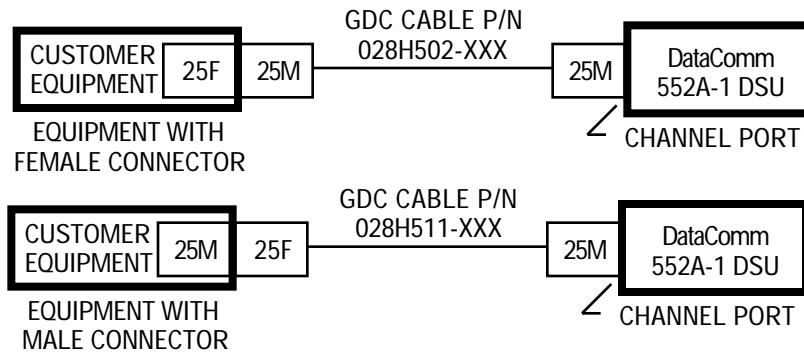 GDC CABLE P/N
028H502-XXX
CUSTOMER
EQUIPMENT
25F
25M
25M
DataComm
552A-1 DSU
EQUIPMENT WITH
FEMALE CONNECTOR
CHANNEL PORT
GDC CABLE P/N
028H511-XXX
CUSTOMER
EQUIPMENT
25M
25F
25M
DataComm
552A-1 DSU
EQUIPMENT WITH
MALE CONNECTOR
CHANNEL PORT